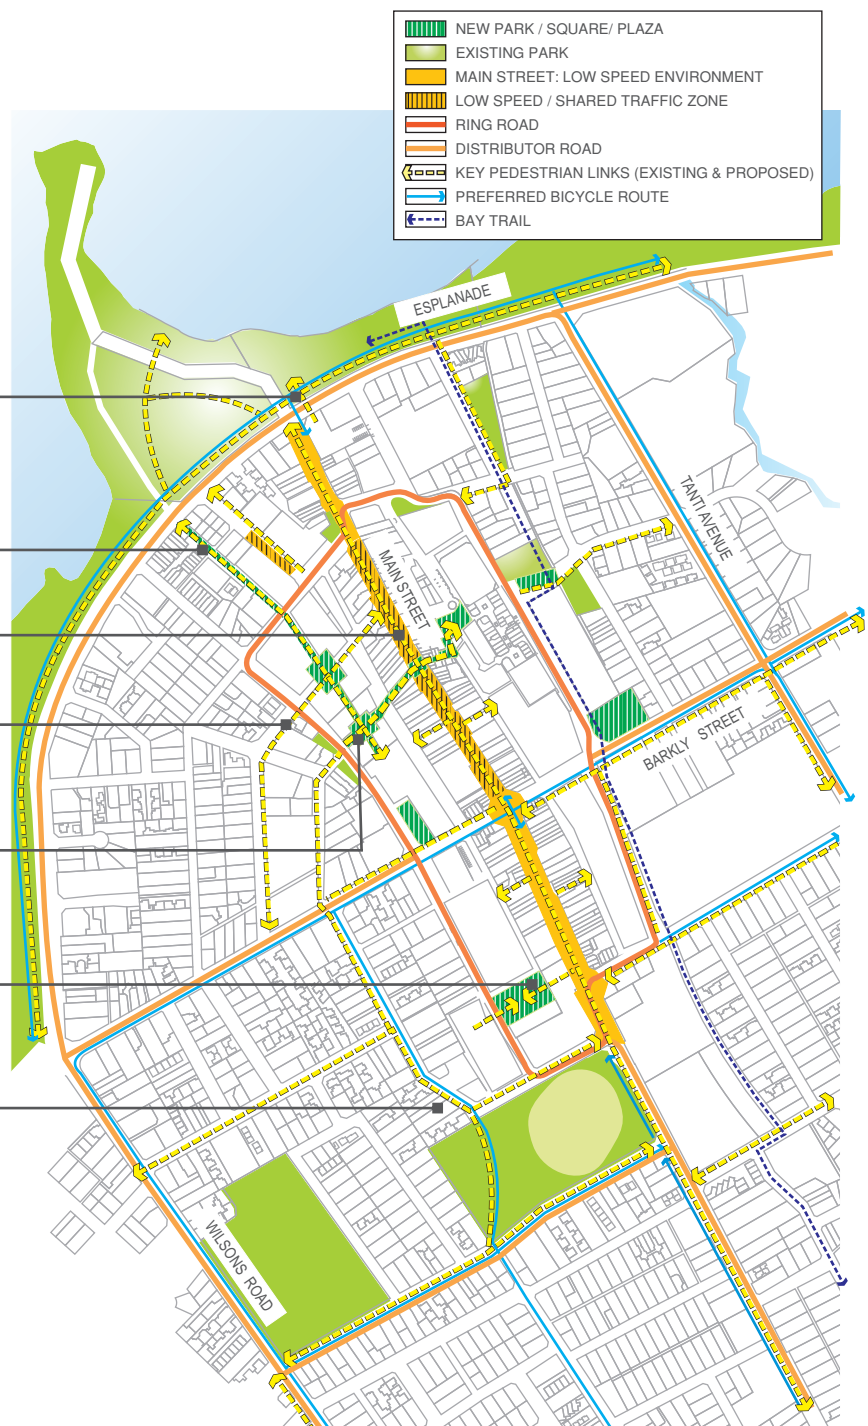 NEW PARK / SQUARE/ PLAZA
EXISTING PARK
MAIN STREET: LOW SPEED ENVIRONMENT
LOW SPEED / SHARED TRAFFIC ZONE
RING ROAD
DISTRIBUTOR ROAD
KEY PEDESTRIAN LINKS (EXISTING & PROPOSED)
PREFERRED BICYCLE ROUTE
BAY TRAIL
ESPLANADE
TANTI AVENUE
MAIN STREET
BARKLY STREET
WILSONS ROAD